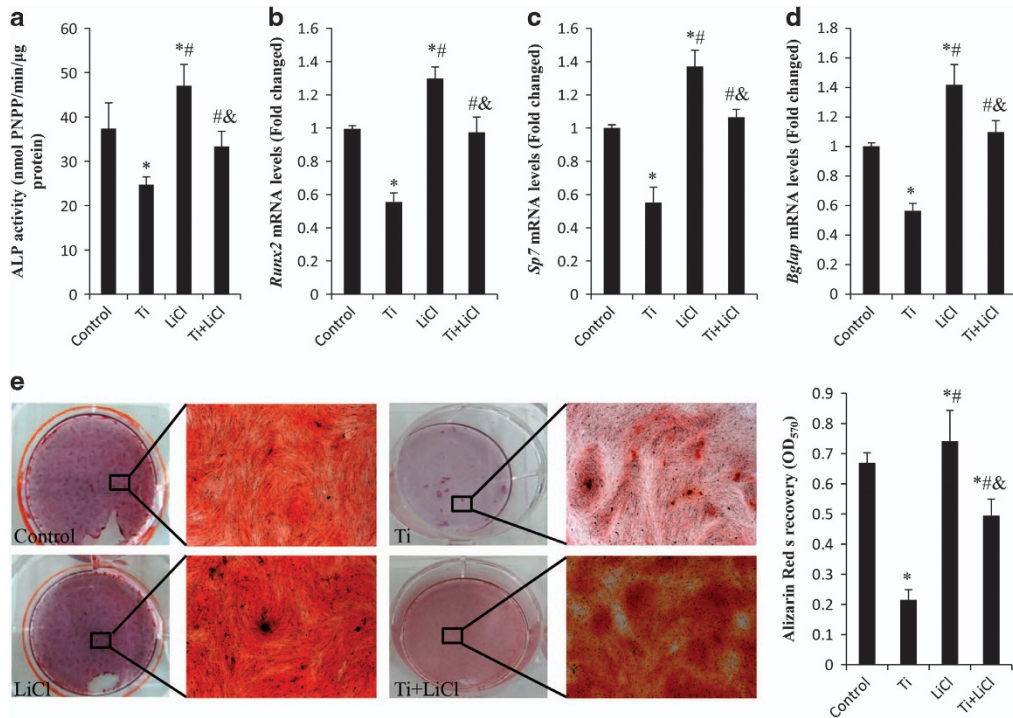 a
ALP activity (nmol PNPP/min/μg
protein)
60
50
40
30
20
10
0
*
*#
#&
Control
Ti
LiCl
Ti+LiCl
b
Runx2 mRNA levels (Fold changed)
1.6
1.4
1.2
1
0.8
0.6
0.4
0.2
0
*
*#
#&
Control
Ti
LiCl
Ti+LiCl
c
Sp7 mRNA levels (Fold changed)
1.6
1.4
1.2
1
0.8
0.6
0.4
0.2
0
*
*#
#&
Control
Ti
LiCl
Ti+LiCl
d
Bglap mRNA levels (Fold changed)
1.8
1.6
1.4
1.2
1
0.8
0.6
0.4
0.2
0
*
*#
#&
Control
Ti
LiCl
Ti+LiCl
e
Control
Ti
LiCl
Ti+LiCl
Alizarin Red s recovery (OD570)
0.9
0.8
0.7
0.6
0.5
0.4
0.3
0.2
0.1
0
*
*#
*#&
Control
Ti
LiCl
Ti+LiCl